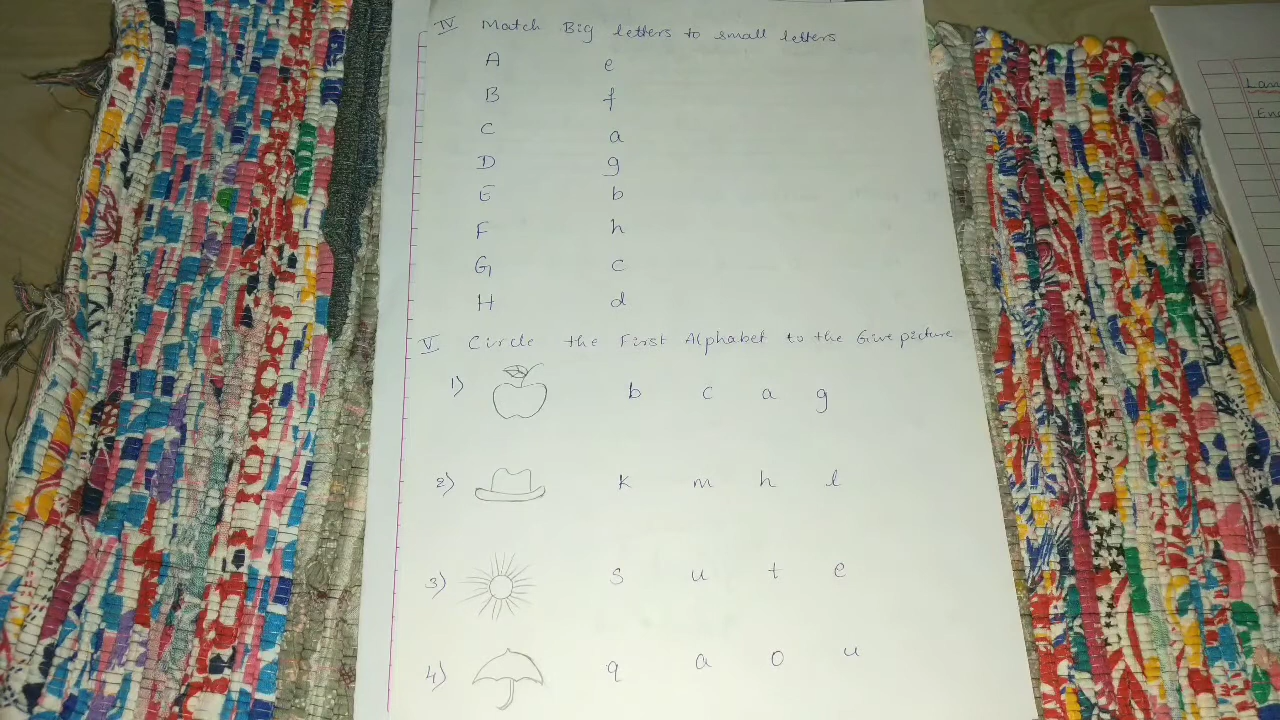 IV Match Big letters to small letters
A e
B f
C a
D g
E b
F h
G c
H d
V Circle the First Alphabet to the Give picture
1) b c a g
2) k m h l
3) s u t e
4) q a o u